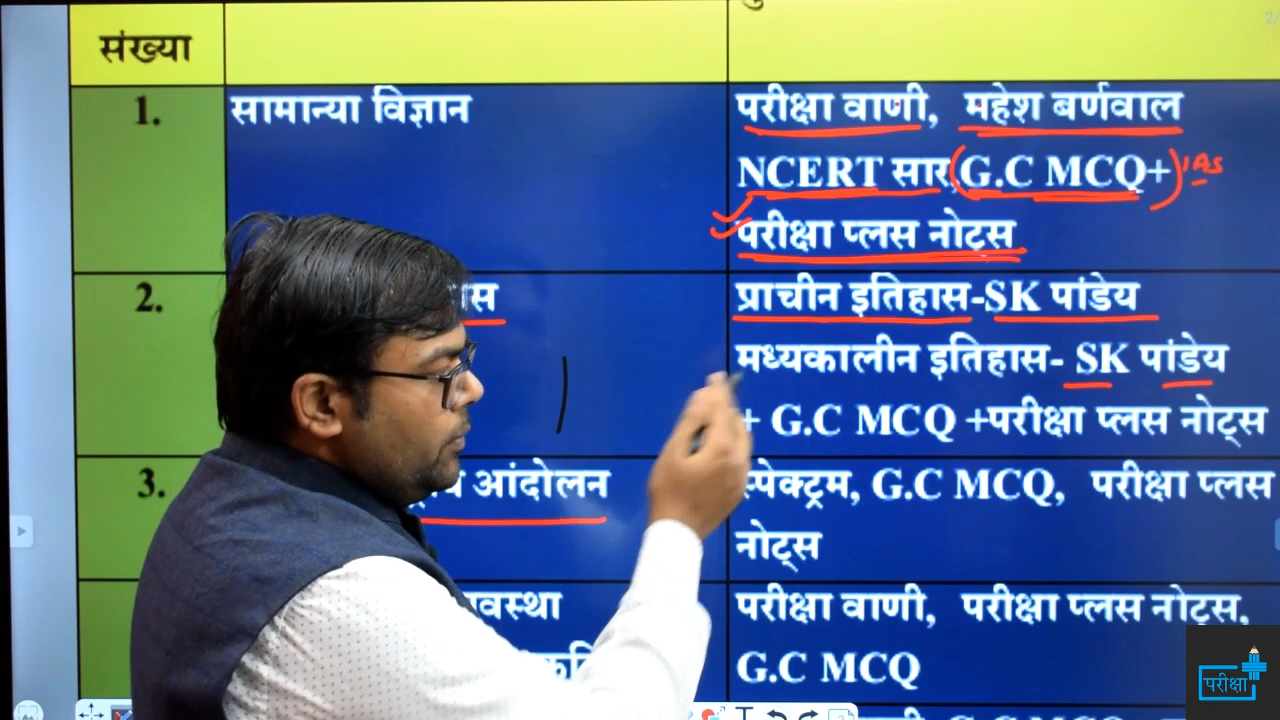 संख्या
1.
सामान्या विज्ञान
परीक्षा वाणी, महेश बर्णवाल
NCERT सार, G.C MCQ+ IAS
परीक्षा प्लस नोट्स
2.
प्राचीन इतिहास-SK पांडेय
मध्यकालीन इतिहास- SK पांडेय
+ G.C MCQ +परीक्षा प्लस नोट्स
3.
आंदोलन
स्पेक्ट्रम, G.C MCQ, परीक्षा प्लस
नोट्स
परीक्षा वाणी, परीक्षा प्लस नोट्स,
G.C MCQ
परीक्षा